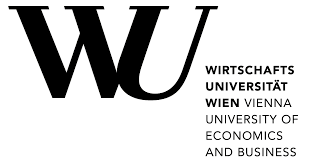 WU
WIRTSCHAFTS
UNIVERSITÄT
WIEN VIENNA
UNIVERSITY OF
ECONOMICS
AND BUSINESS